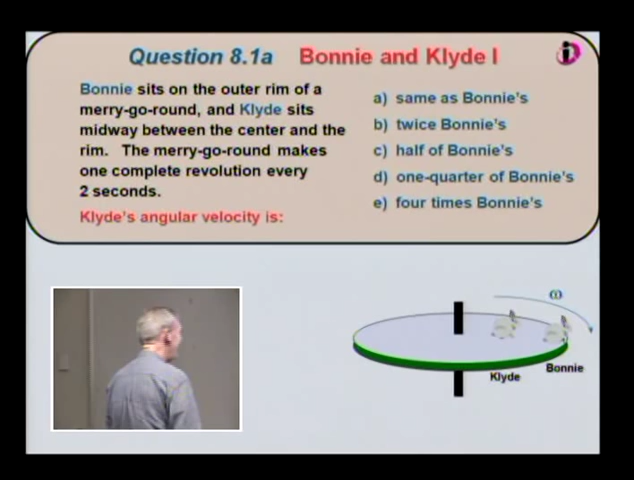 Question 8.1a Bonnie and Klyde I
Bonnie sits on the outer rim of a
merry-go-round, and Klyde sits
midway between the center and the
rim. The merry-go-round makes
one complete revolution every
2 seconds.
Klyde's angular velocity is:
a) same as Bonnie's
b) twice Bonnie's
c) half of Bonnie's
d) one-quarter of Bonnie's
e) four times Bonnie's
ω
Klyde
Bonnie